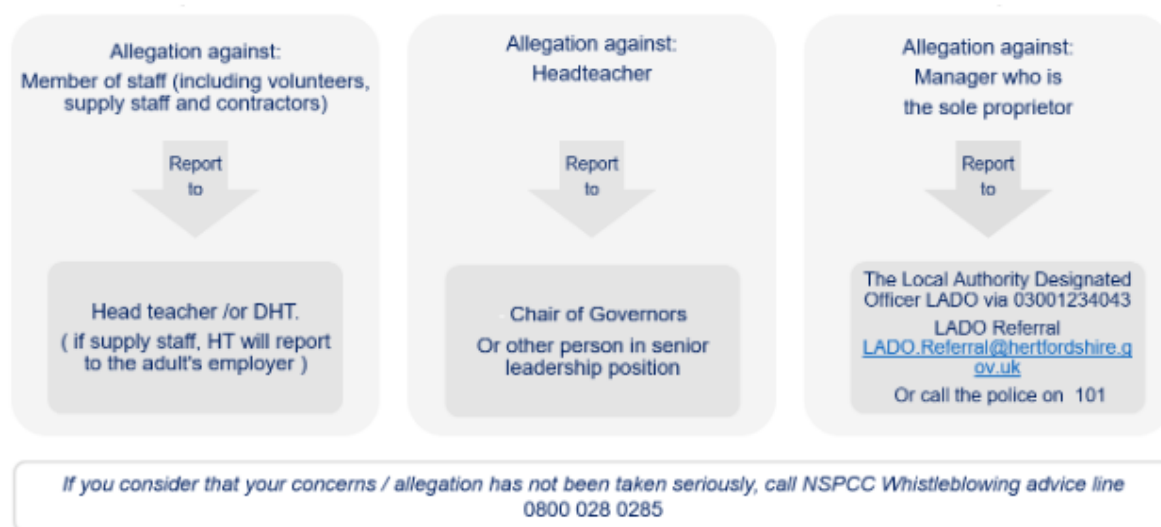 Allegation against:
Member of staff (including volunteers,
supply staff and contractors)
Report
to
Head teacher /or DHT.
( if supply staff, HT will report
to the adult's employer )
Allegation against:
Headteacher
Report
to
Chair of Governors
Or other person in senior
leadership position
Allegation against:
Manager who is
the sole proprietor
Report
to
The Local Authority Designated
Officer LADO via 03001234043
LADO Referral
LADO.Referral@hertfordshire.g
ov.uk
Or call the police on 101
If you consider that your concerns / allegation has not been taken seriously, call NSPCC Whistleblowing advice line
0800 028 0285